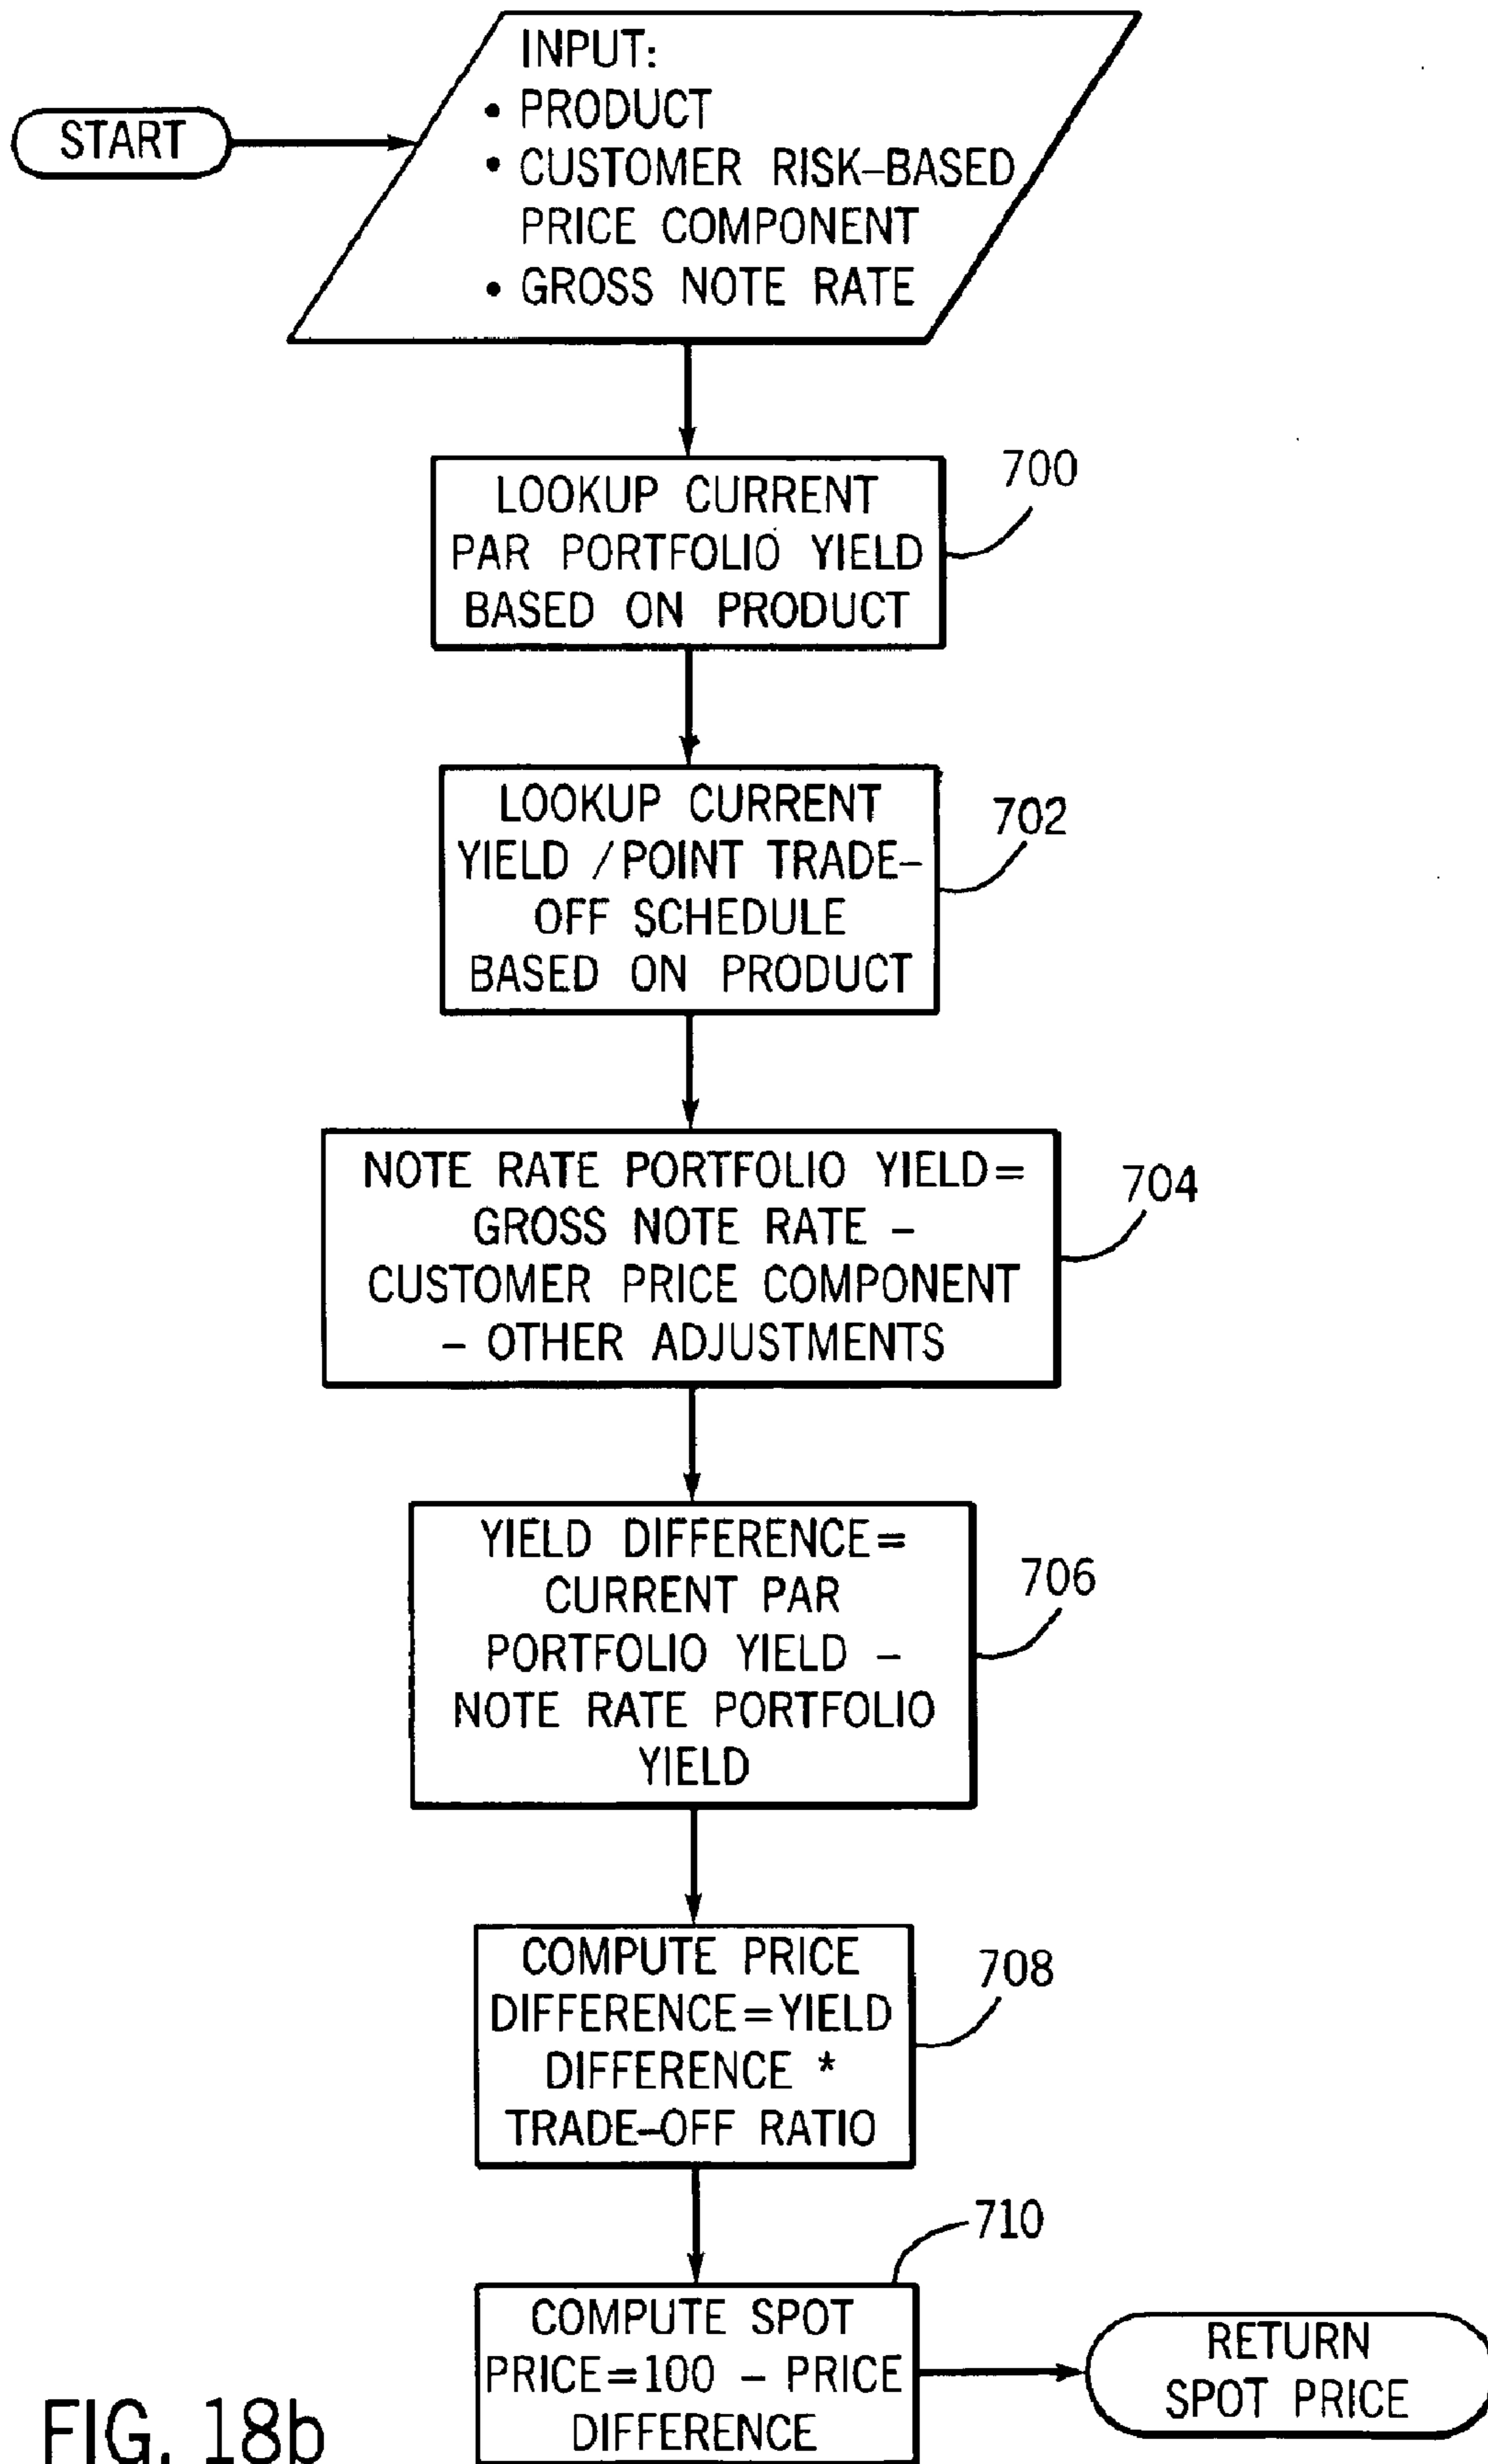 START
INPUT:
• PRODUCT
• CUSTOMER RISK-BASED
PRICE COMPONENT
• GROSS NOTE RATE
LOOKUP CURRENT
PAR PORTFOLIO YIELD
BASED ON PRODUCT
700
LOOKUP CURRENT
YIELD /POINT TRADE-
OFF SCHEDULE
BASED ON PRODUCT
702
NOTE RATE PORTFOLIO YIELD=
GROSS NOTE RATE -
CUSTOMER PRICE COMPONENT
- OTHER ADJUSTMENTS
704
YIELD DIFFERENCE=
CURRENT PAR
PORTFOLIO YIELD -
NOTE RATE PORTFOLIO
YIELD
706
COMPUTE PRICE
DIFFERENCE=YIELD
DIFFERENCE *
TRADE-OFF RATIO
708
710
COMPUTE SPOT
PRICE=100 - PRICE
DIFFERENCE
RETURN
SPOT PRICE
FIG. 18b